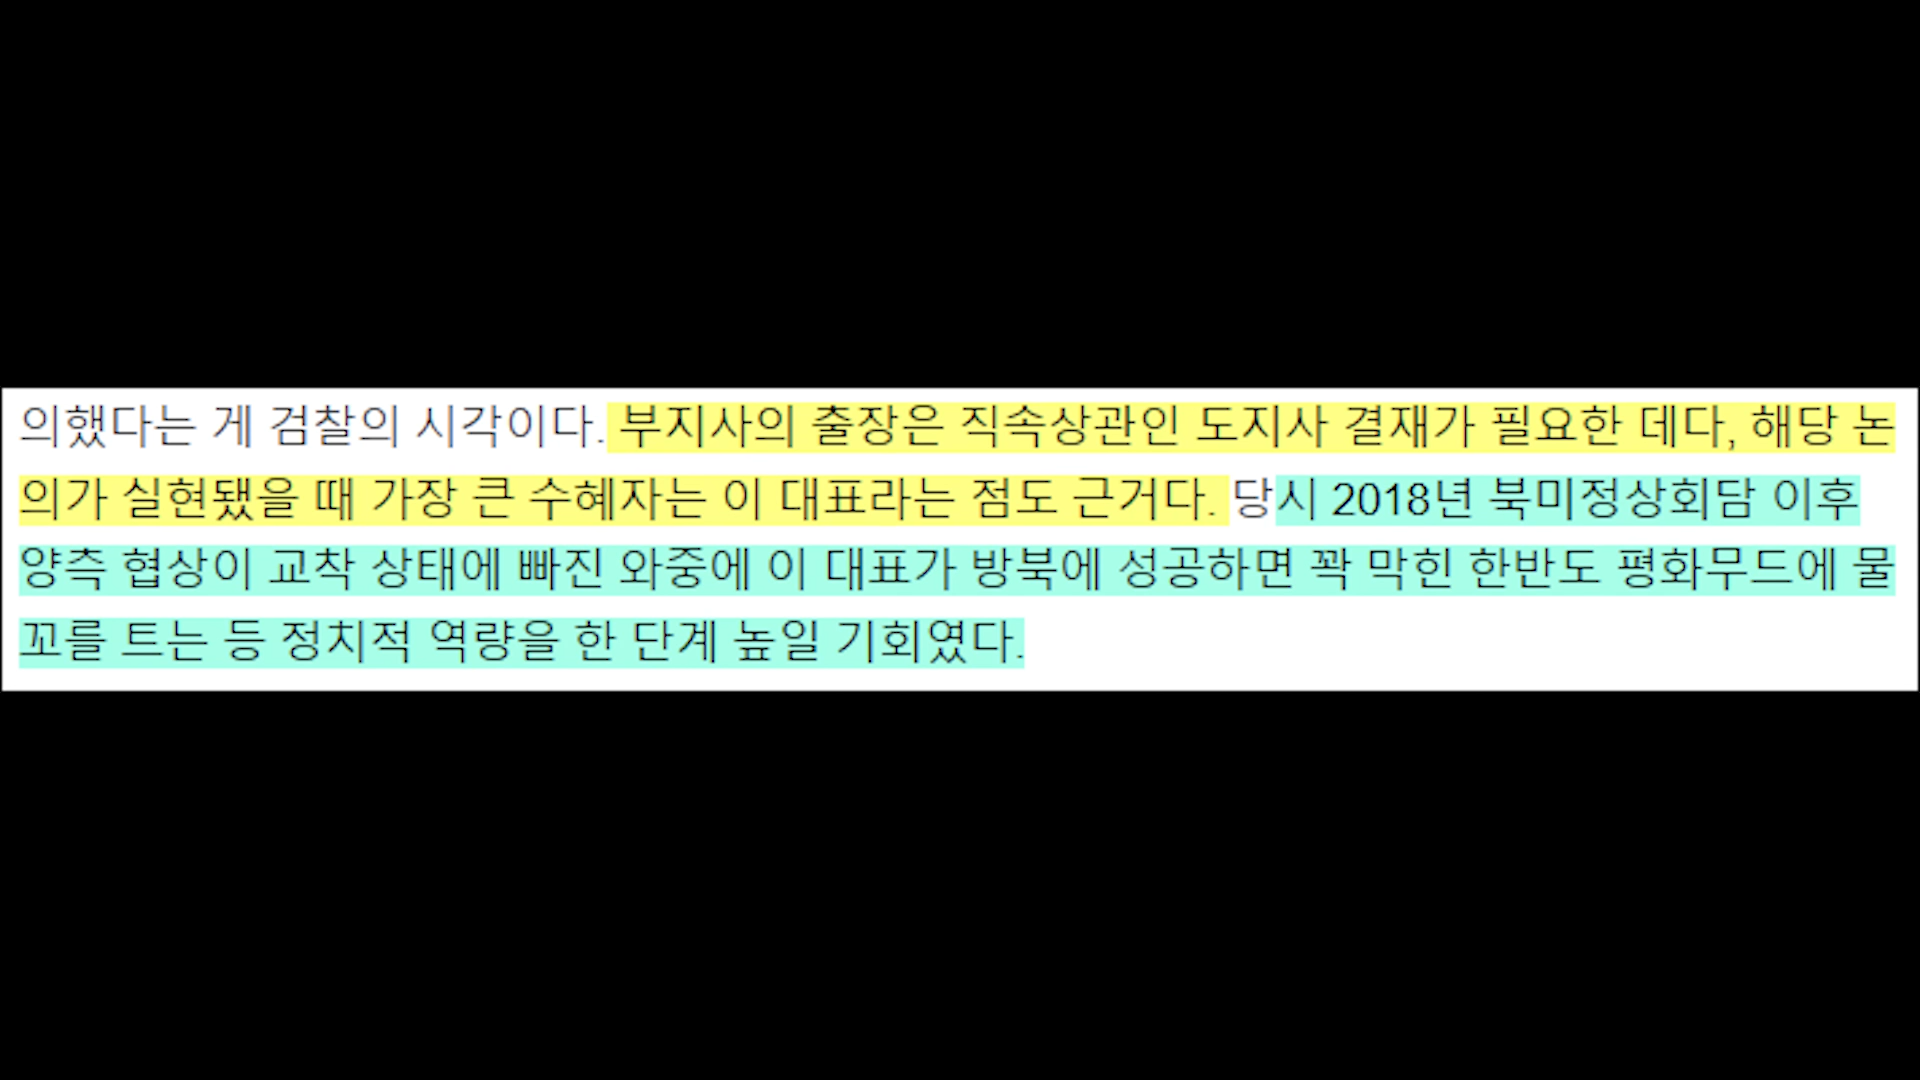 의했다는 게 검찰의 시각이다. 부지사의 출장은 직속상관인 도지사 결재가 필요한 데다, 해당 논
의가 실현됐을 때 가장 큰 수혜자는 이 대표라는 점도 근거다. 당시 2018년 북미정상회담 이후
양측 협상이 교착 상태에 빠진 와중에 이 대표가 방북에 성공하면 꽉 막힌 한반도 평화무드에 물
꼬를 트는 등 정치적 역량을 한 단계 높일 기회였다.